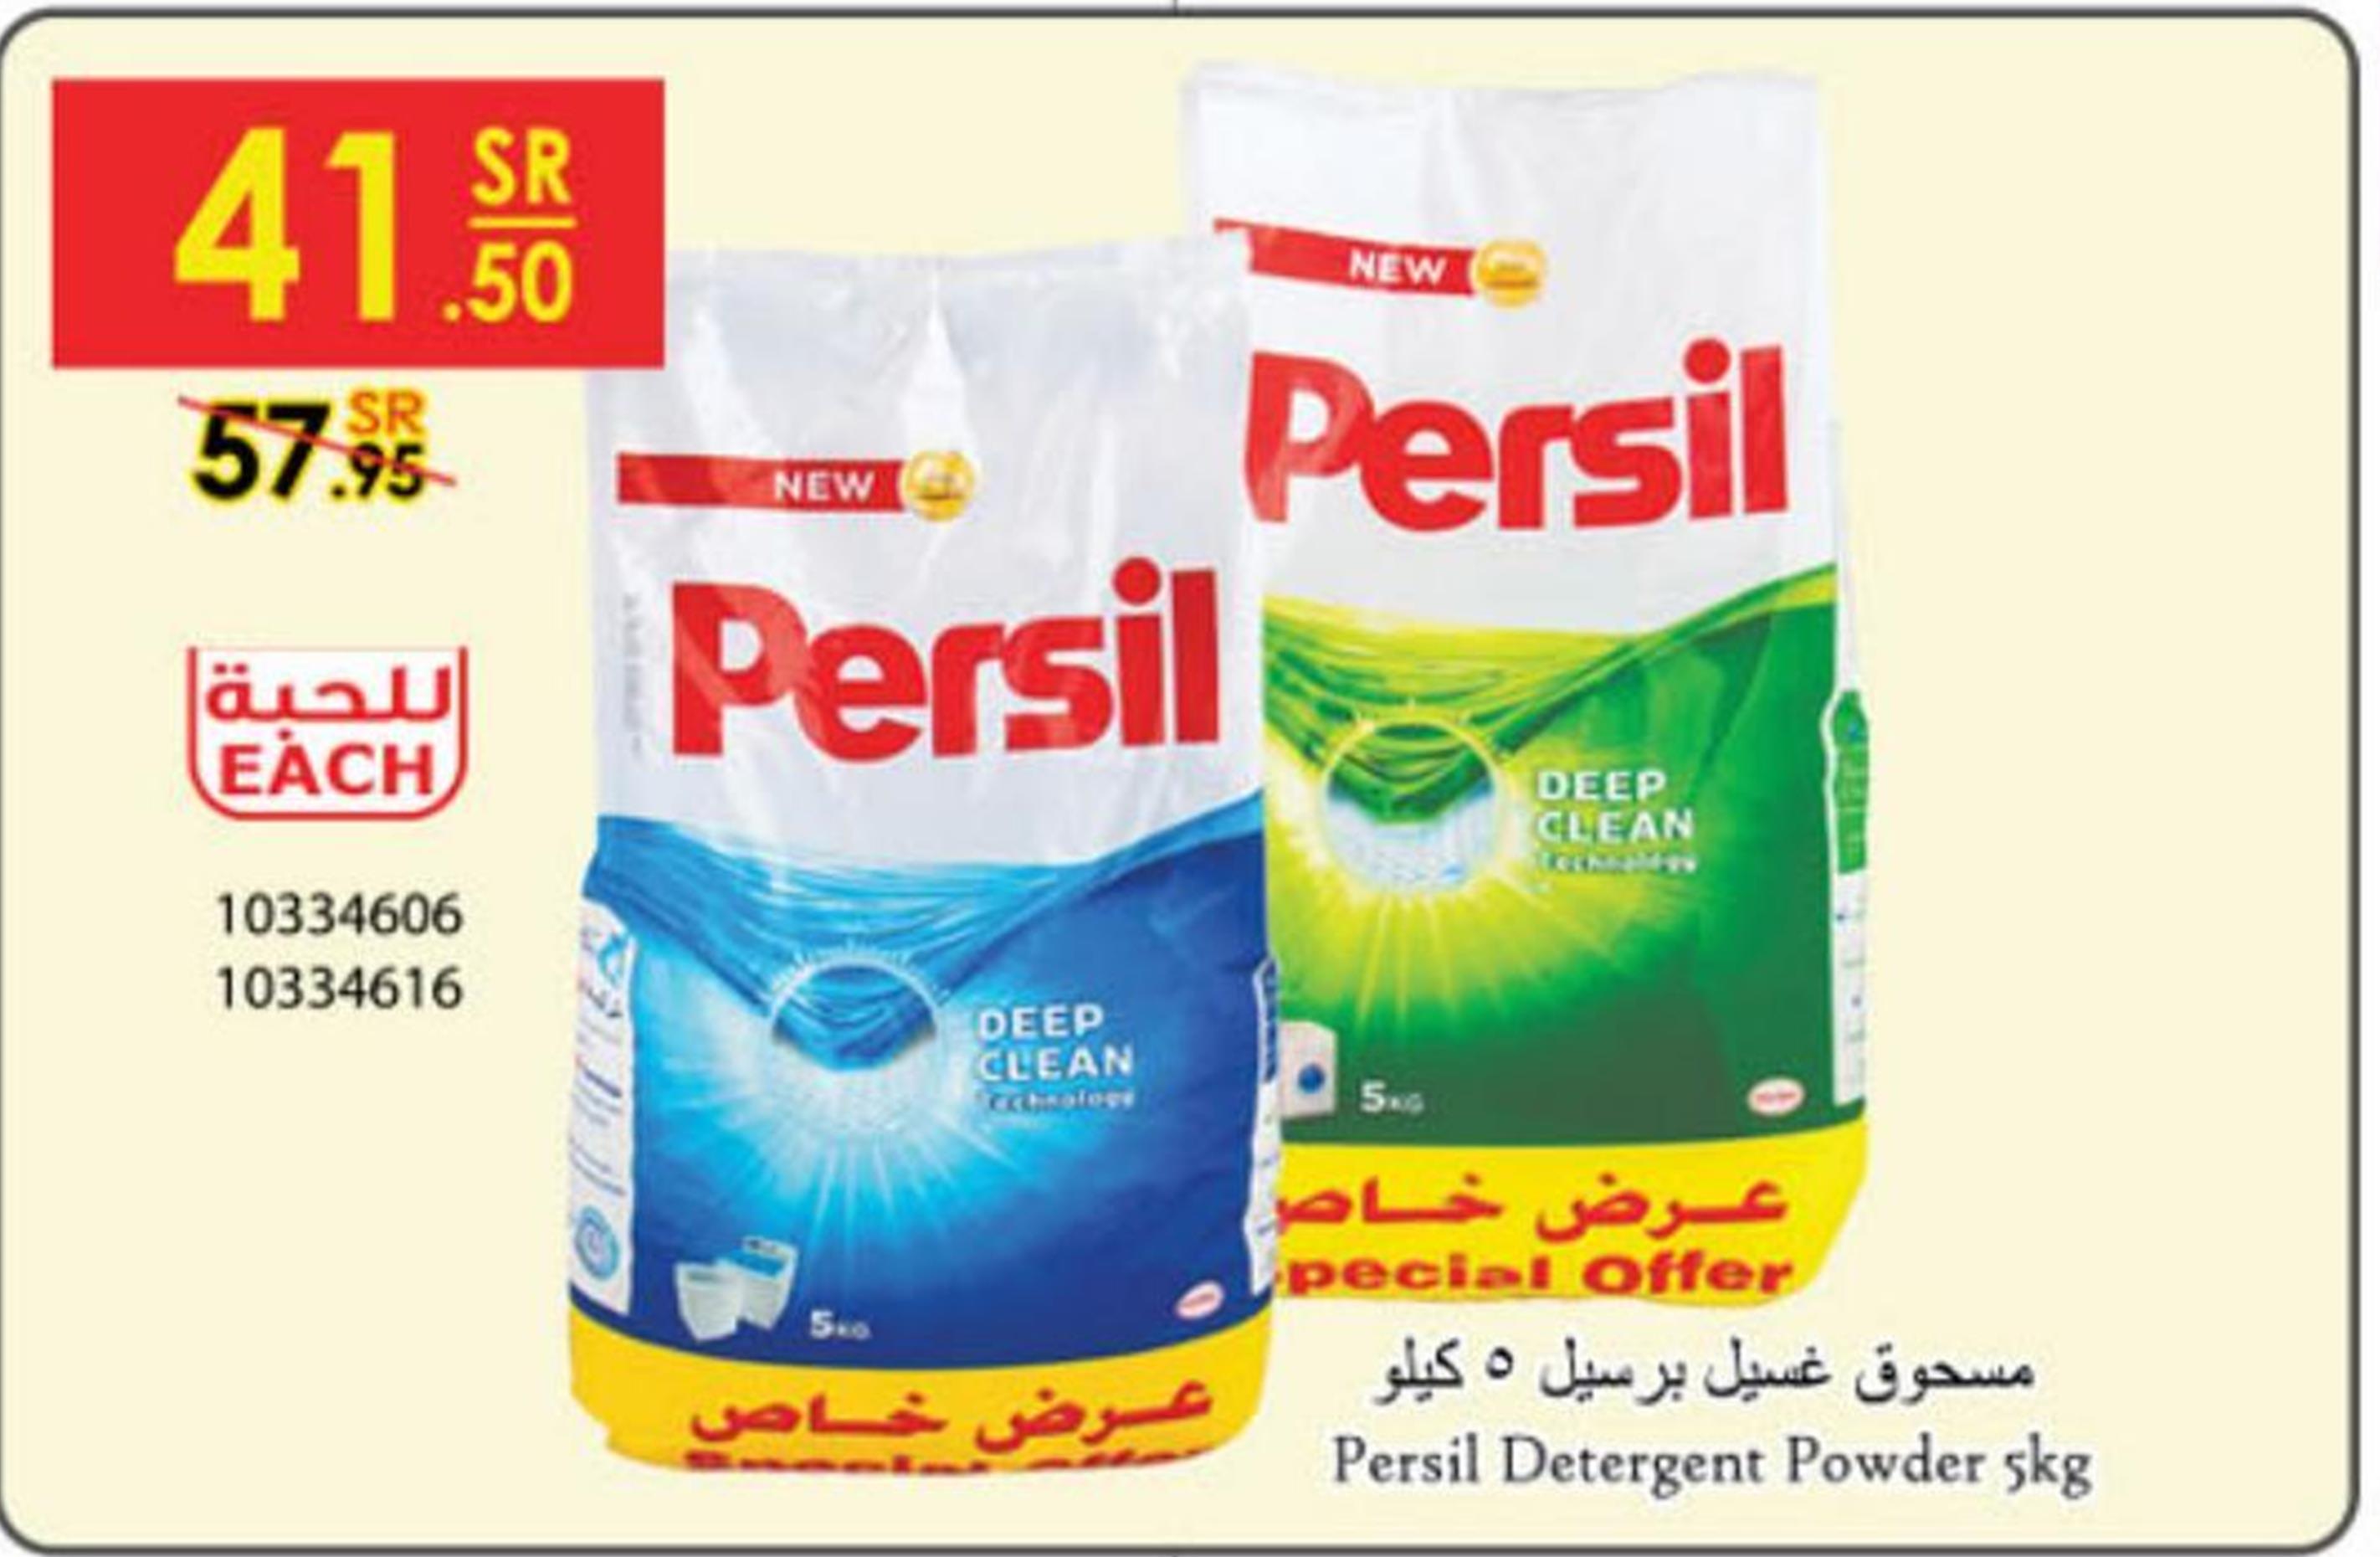 41 SR .50
57 SR .95
للحبة
EACH
10334606
10334616
NEW
Persil
DEEP
CLEAN
Technology
5KG
عرض خاص
NEW
Persil
DEEP
CLEAN
Technology
5KG
عرض خاص
Special Offer
مسحوق غسيل برسيل ٥ كيلو
Persil Detergent Powder 5kg